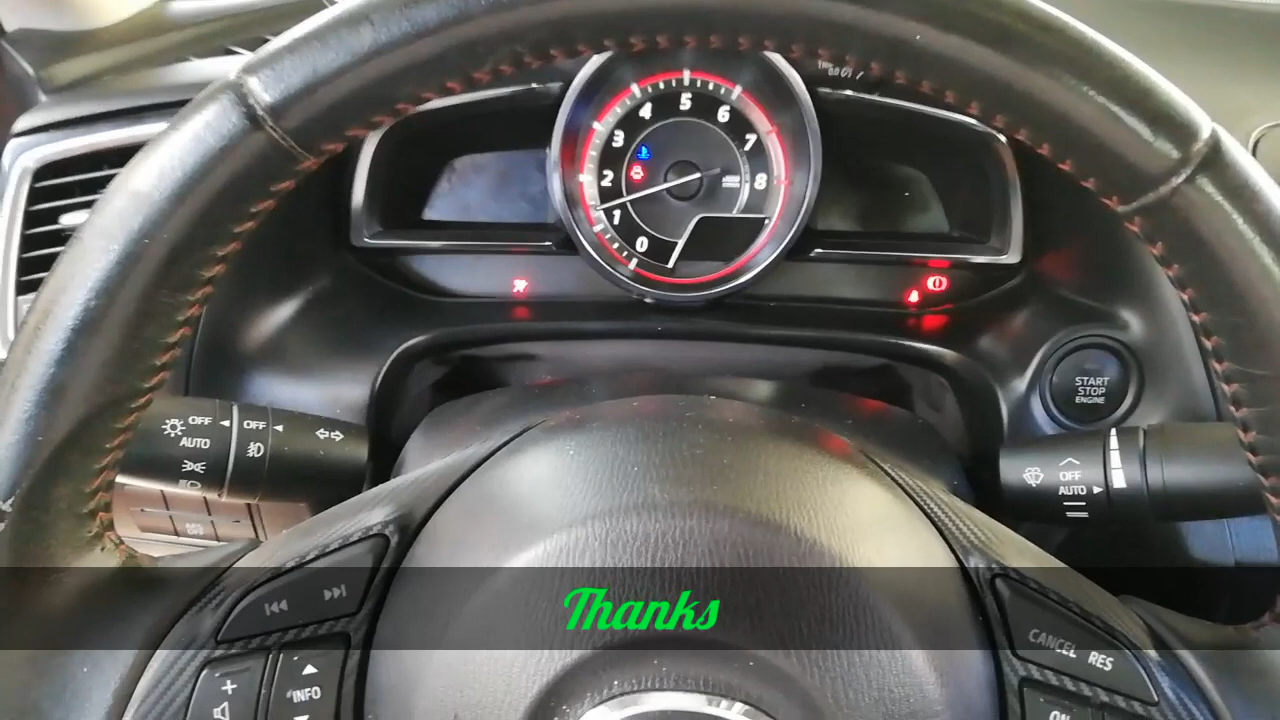 5
4
6
3
7
2
8
1
0
START
STOP
ENGINE
OFF
OFF
AUTO
OFF
AUTO
Thanks
CANCEL RES
+
INFO
ON